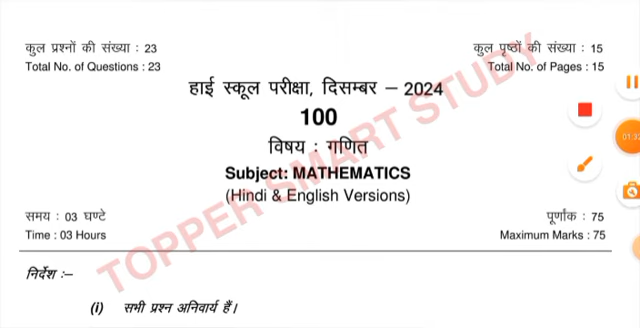 कुल प्रश्नों की संख्या : 23
Total No. of Questions : 23
कुल पृष्ठों की संख्या : 15
Total No. of Pages : 15
हाई स्कूल परीक्षा, दिसम्बर – 2024
100
विषय : गणित
Subject: MATHEMATICS
(Hindi & English Versions)
समय : 03 घण्टे
Time : 03 Hours
पूर्णांक : 75
Maximum Marks : 75
निर्देश :–
(i) सभी प्रश्न अनिवार्य हैं।
TOPPER SMART STUDY